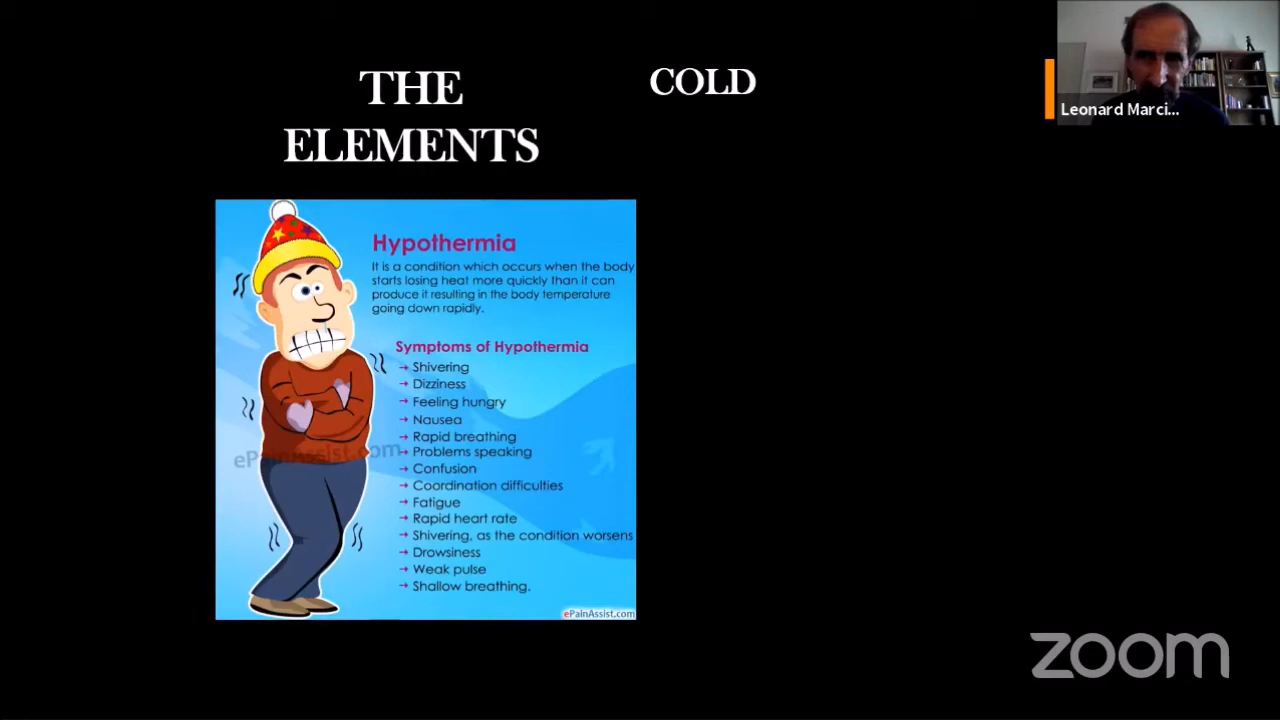 THE
ELEMENTS
COLD
Leonard Marci...
Hypothermia
It is a condition which occurs when the body
starts losing heat more quickly than it can
produce it resulting in the body temperature
going down rapidly.
Symptoms of Hypothermia
→ Shivering
→ Dizziness
→ Feeling hungry
→ Nausea
→ Rapid breathing
→ Problems speaking
→ Confusion
→ Coordination difficulties
→ Fatigue
→ Rapid heart rate
→ Shivering, as the condition worsens
→ Drowsiness
→ Weak pulse
→ Shallow breathing.
ePainAssist.com
ePainAssist.com
zoom